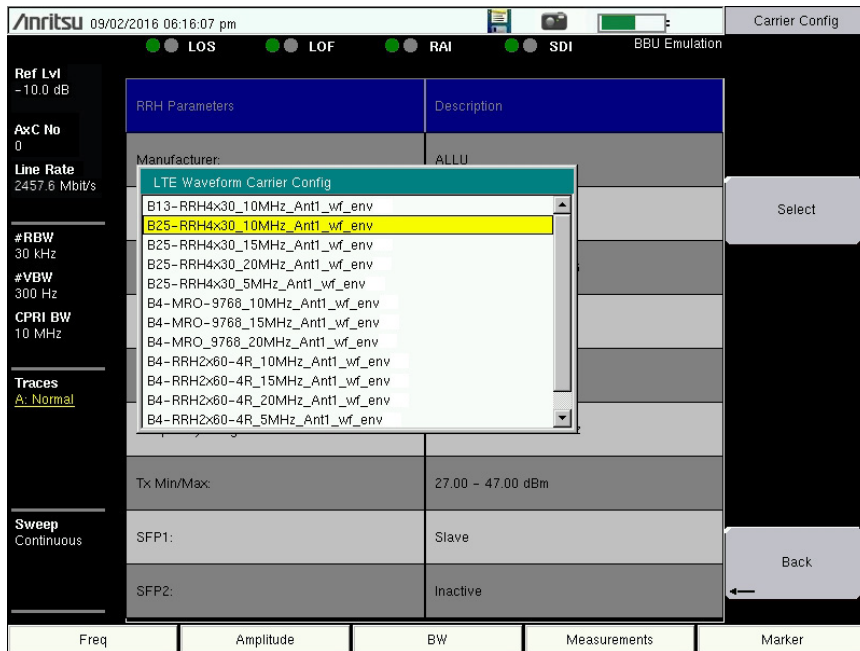 Anritsu 09/02/2016 06:16:07 pm
Carrier Config
LOS LOF RAI SDI BBU Emulation
Ref Lvl
-10.0 dB
AxC No
0
Line Rate
2457.6 Mbit/s
#RBW
30 kHz
#VBW
300 Hz
CPRI BW
10 MHz
Traces
A: Normal
Sweep
Continuous
RRH Parameters Description
Manufacturer: ALLU
LTE Waveform Carrier Config
B13-RRH4x30_10MHz_Ant1_wf_env
B25-RRH4x30_10MHz_Ant1_wf_env
B25-RRH4x30_15MHz_Ant1_wf_env
B25-RRH4x30_20MHz_Ant1_wf_env
B25-RRH4x30_5MHz_Ant1_wf_env
B4-MRO-9768_10MHz_Ant1_wf_env
B4-MRO-9768_15MHz_Ant1_wf_env
B4-MRO_9768_20MHz_Ant1_wf_env
B4-RRH2x60-4R_10MHz_Ant1_wf_env
B4-RRH2x60-4R_15MHz_Ant1_wf_env
B4-RRH2x60-4R_20MHz_Ant1_wf_env
B4-RRH2x60-4R_5MHz_Ant1_wf_env
Tx Min/Max: 27.00 - 47.00 dBm
SFP1: Slave
SFP2: Inactive
Select
Back
Freq Amplitude BW Measurements Marker